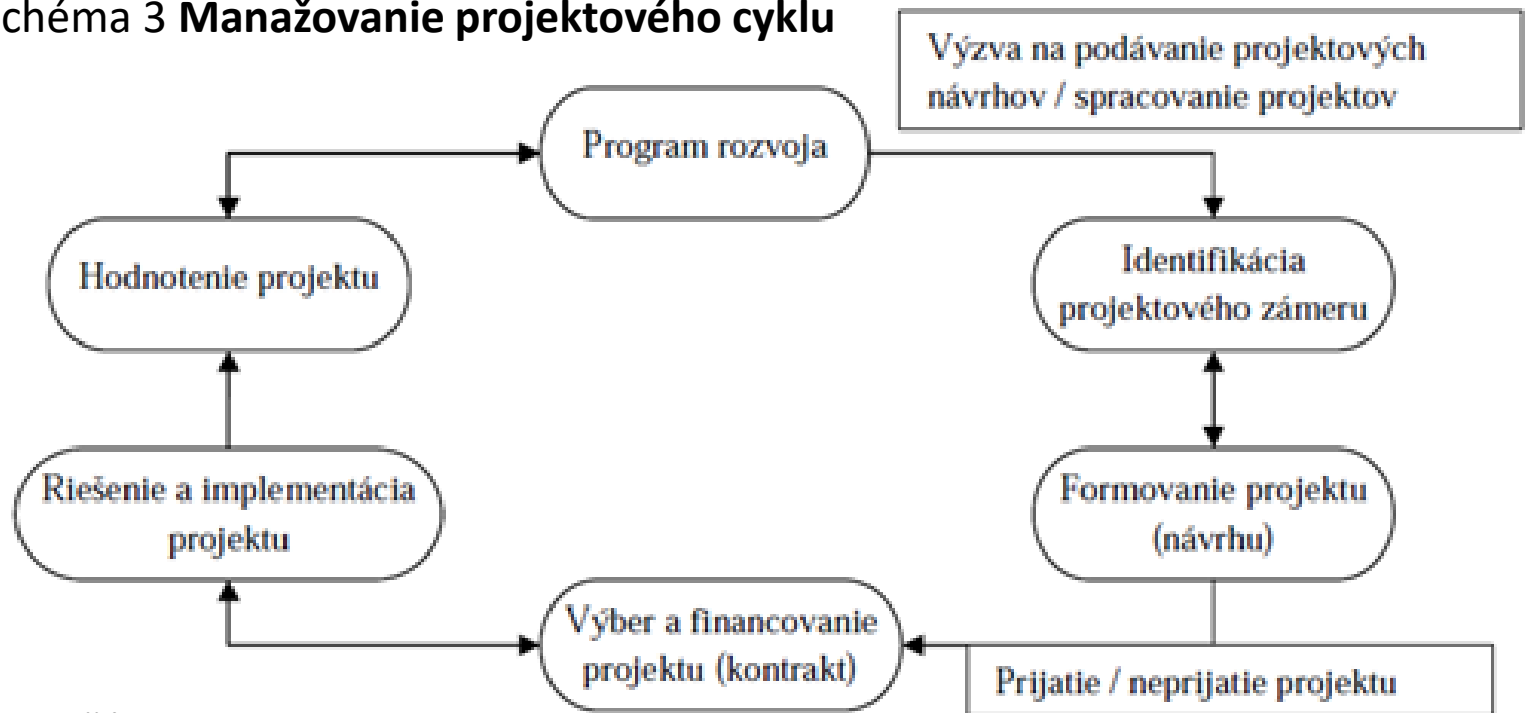 chéma 3 Manažovanie projektového cyklu
Výzva na podávanie projektových
návrhov / spracovanie projektov
Program rozvoja
Hodnotenie projektu
Identifikácia
projektového zámeru
Riešenie a implementácia
projektu
Formovanie projektu
(návrhu)
Výber a financovanie
projektu (kontrakt)
Prijatie / neprijatie projektu